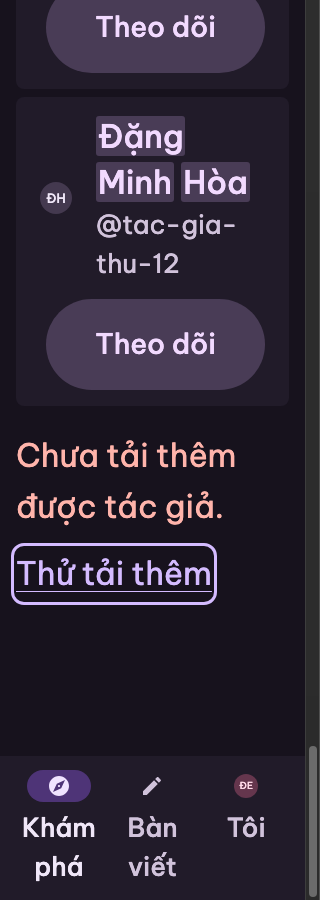 Theo dõi
ĐH
Đặng
Minh Hòa
@tac-gia-
thu-12
Theo dõi
Chưa tải thêm
được tác giả.
Thử tải thêm
ĐE
Khám
phá
Bàn
viết
Tôi